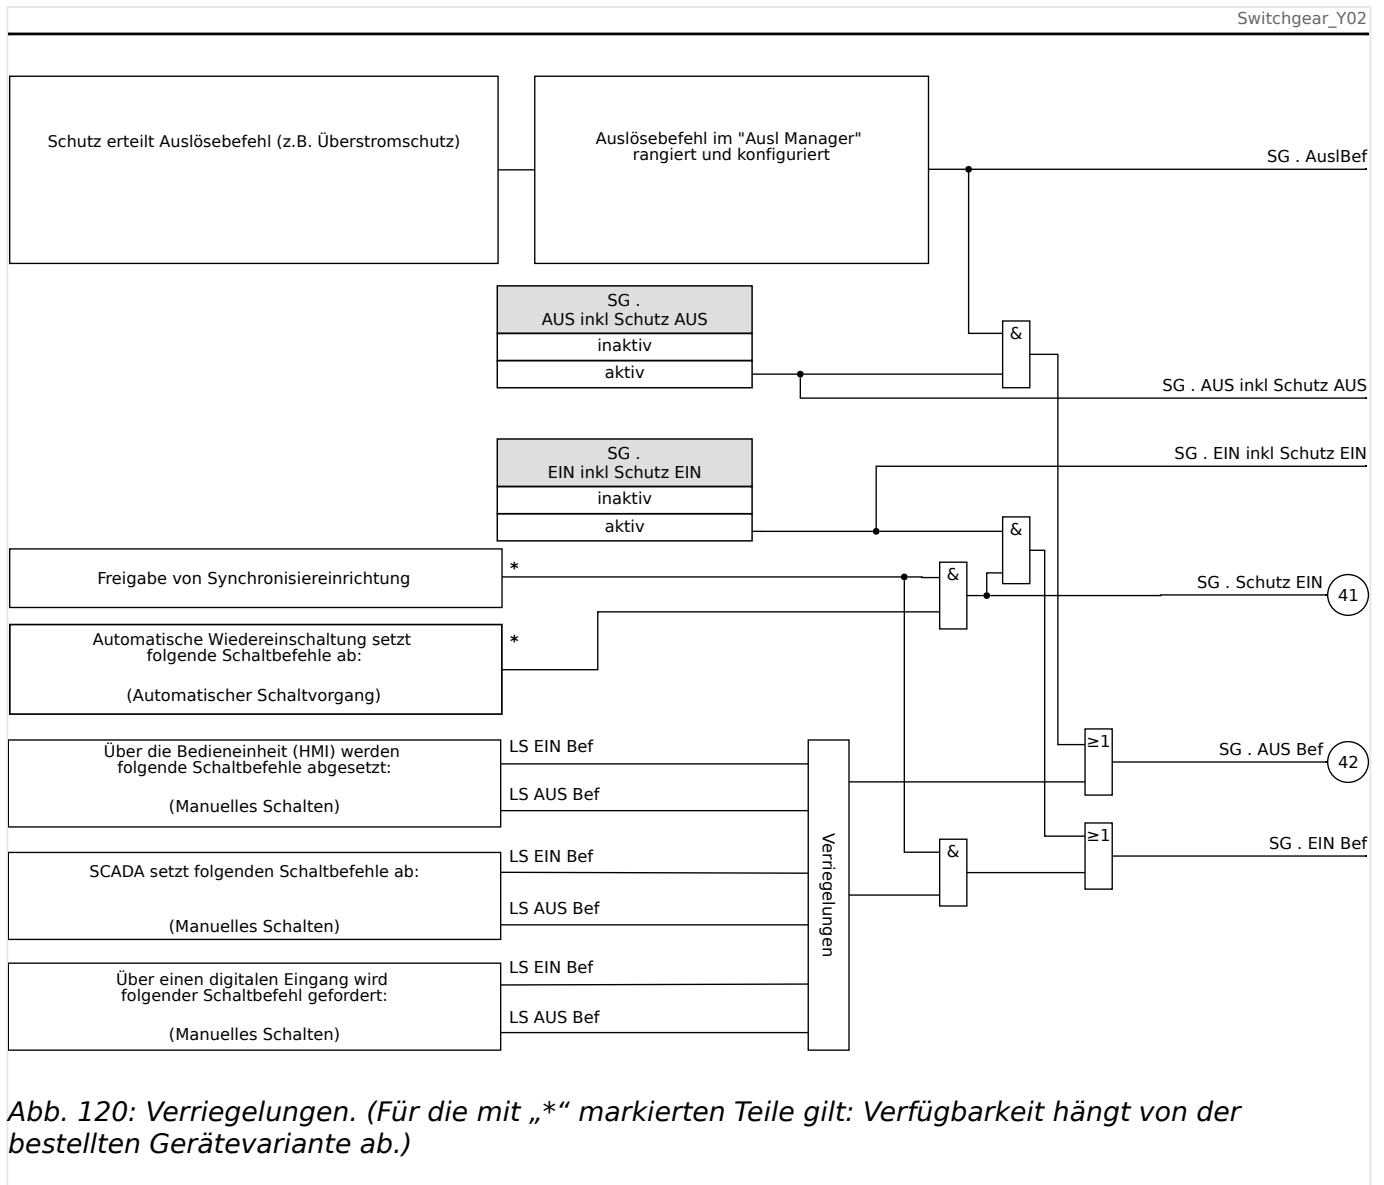 Switchgear_Y02
Schutz erteilt Auslösebefehl (z.B. Überstromschutz)
Auslösebefehl im "Ausl Manager"
rangiert und konfiguriert
SG . AuslBef
SG .
AUS inkl Schutz AUS
inaktiv
aktiv
&
SG . AUS inkl Schutz AUS
SG .
EIN inkl Schutz EIN
inaktiv
aktiv
SG . EIN inkl Schutz EIN
&
Freigabe von Synchronisiereinrichtung
*
&
SG . Schutz EIN
41
Automatische Wiedereinschaltung setzt
folgende Schaltbefehle ab:
(Automatischer Schaltvorgang)
*
Über die Bedieneinheit (HMI) werden
folgende Schaltbefehle abgesetzt:
(Manuelles Schalten)
LS EIN Bef
LS AUS Bef
≥1
SG . AUS Bef
42
SCADA setzt folgenden Schaltbefehle ab:
(Manuelles Schalten)
LS EIN Bef
LS AUS Bef
Verriegelungen
&
≥1
SG . EIN Bef
Über einen digitalen Eingang wird
folgender Schaltbefehl gefordert:
(Manuelles Schalten)
LS EIN Bef
LS AUS Bef
Abb. 120: Verriegelungen. (Für die mit „*“ markierten Teile gilt: Verfügbarkeit hängt von der
bestellten Gerätevariante ab.)